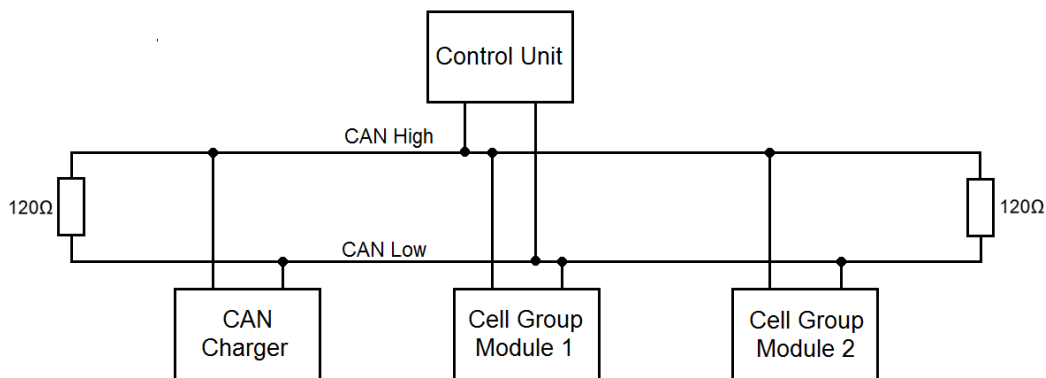 Control Unit
CAN High
120Ω
120Ω
CAN Low
CAN
Charger
Cell Group
Module 1
Cell Group
Module 2